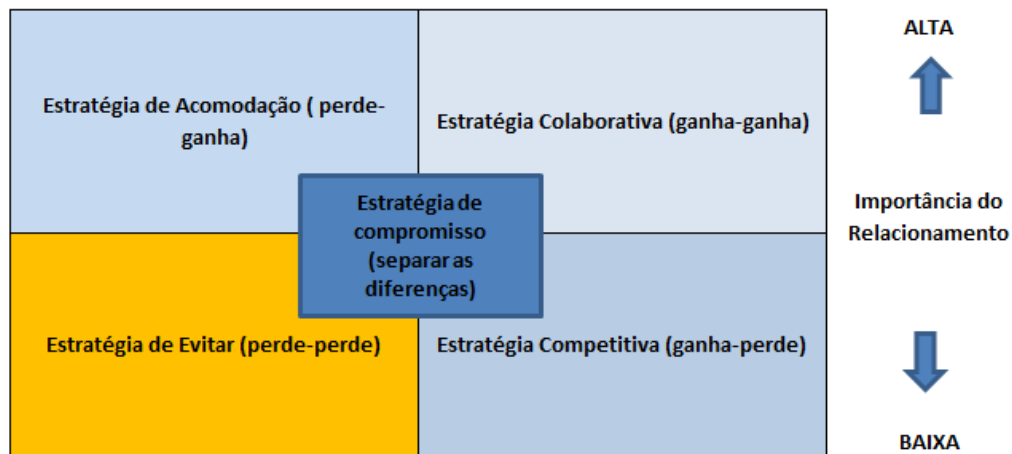 Estratégia de Acomodação ( perde-
ganha)
Estratégia Colaborativa (ganha-ganha)
Estratégia de
compromisso
(separar as
diferenças)
Estratégia de Evitar (perde-perde)
Estratégia Competitiva (ganha-perde)
ALTA
Importância do
Relacionamento
BAIXA